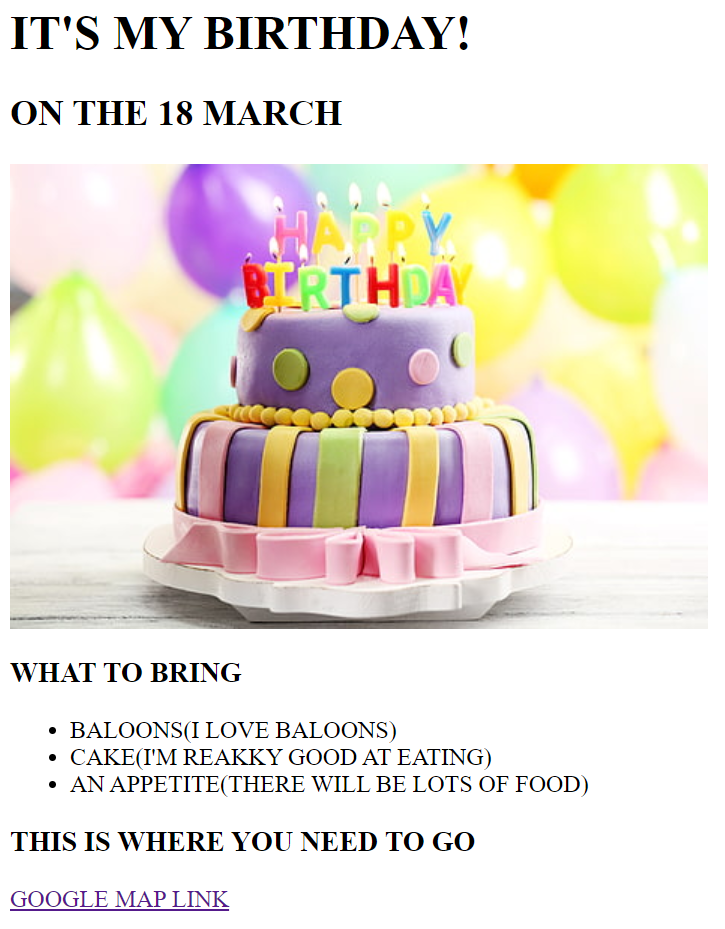 IT'S MY BIRTHDAY!
ON THE 18 MARCH
HAPPY
BIRTHDAY
WHAT TO BRING
BALOONS(I LOVE BALOONS)
CAKE(I'M REAKKY GOOD AT EATING)
AN APPETITE(THERE WILL BE LOTS OF FOOD)
THIS IS WHERE YOU NEED TO GO
GOOGLE MAP LINK